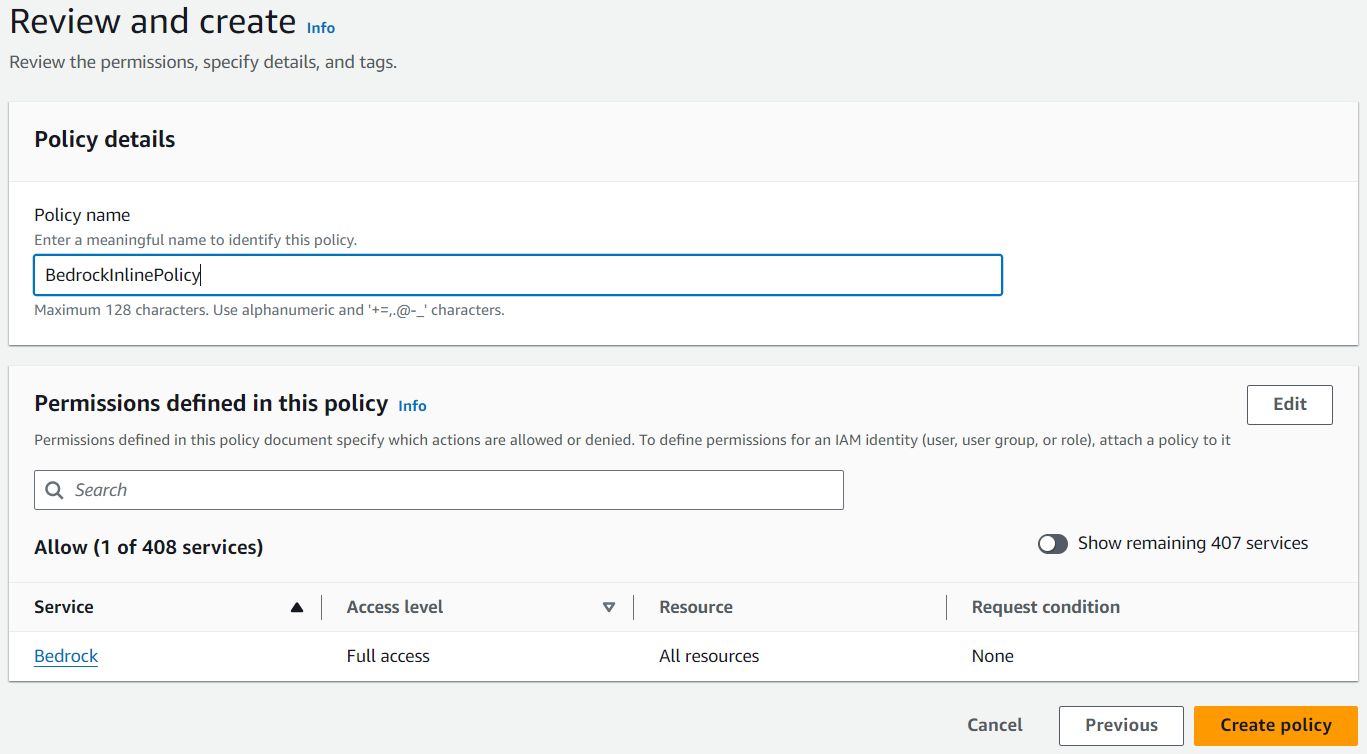 Review and create Info
Review the permissions, specify details, and tags.
Policy details
Policy name
Enter a meaningful name to identify this policy.
BedrockInlinePolicy
Maximum 128 characters. Use alphanumeric and '+=,.@-_' characters.
Permissions defined in this policy Info
Edit
Permissions defined in this policy document specify which actions are allowed or denied. To define permissions for an IAM identity (user, user group, or role), attach a policy to it
Search
Allow (1 of 408 services)
Show remaining 407 services
Service Access level Resource Request condition
Bedrock Full access All resources None
Cancel Previous Create policy